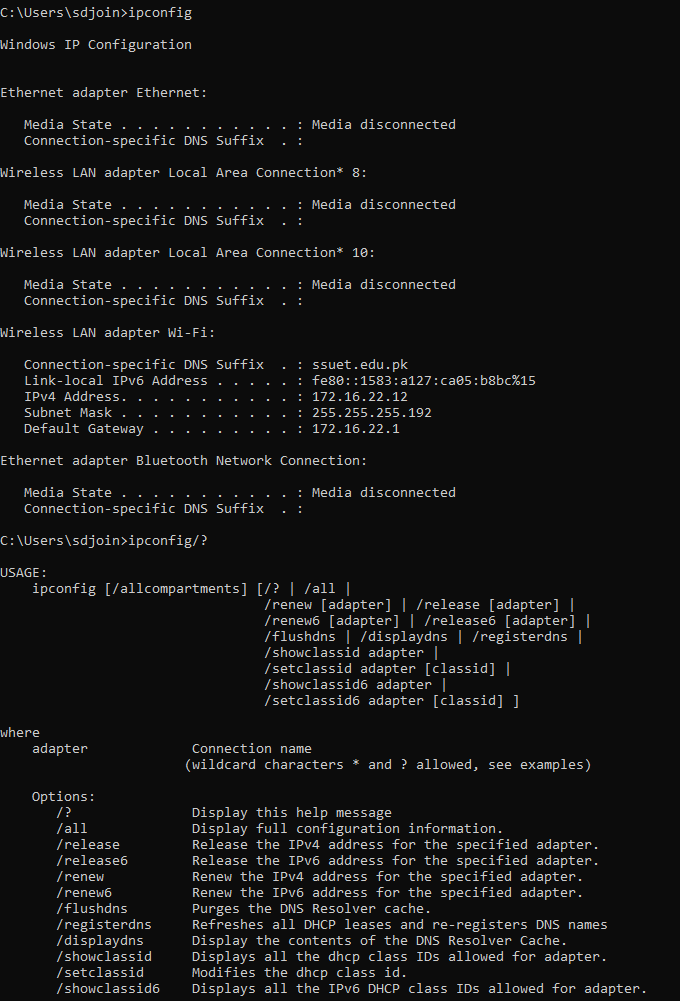 C:\Users\sdjoin>ipconfig
Windows IP Configuration
Ethernet adapter Ethernet:
   Media State . . . . . . . . . . . : Media disconnected
   Connection-specific DNS Suffix  . :
Wireless LAN adapter Local Area Connection* 8:
   Media State . . . . . . . . . . . : Media disconnected
   Connection-specific DNS Suffix  . :
Wireless LAN adapter Local Area Connection* 10:
   Media State . . . . . . . . . . . : Media disconnected
   Connection-specific DNS Suffix  . :
Wireless LAN adapter Wi-Fi:
   Connection-specific DNS Suffix  . : ssuet.edu.pk
   Link-local IPv6 Address . . . . . : fe80::1583:a127:ca05:b8bc%15
   IPv4 Address. . . . . . . . . . . : 172.16.22.12
   Subnet Mask . . . . . . . . . . . : 255.255.255.192
   Default Gateway . . . . . . . . . : 172.16.22.1
Ethernet adapter Bluetooth Network Connection:
   Media State . . . . . . . . . . . : Media disconnected
   Connection-specific DNS Suffix  . :
C:\Users\sdjoin>ipconfig/?
USAGE:
    ipconfig [/allcompartments] [/? | /all |
                                 /renew [adapter] | /release [adapter] |
                                 /renew6 [adapter] | /release6 [adapter] |
                                 /flushdns | /displaydns | /registerdns |
                                 /showclassid adapter |
                                 /setclassid adapter [classid] |
                                 /showclassid6 adapter |
                                 /setclassid6 adapter [classid] ]
where
    adapter             Connection name
                       (wildcard characters * and ? allowed, see examples)
    Options:
       /?               Display this help message
       /all             Display full configuration information.
       /release         Release the IPv4 address for the specified adapter.
       /release6        Release the IPv6 address for the specified adapter.
       /renew           Renew the IPv4 address for the specified adapter.
       /renew6          Renew the IPv6 address for the specified adapter.
       /flushdns        Purges the DNS Resolver cache.
       /registerdns     Refreshes all DHCP leases and re-registers DNS names
       /displaydns      Display the contents of the DNS Resolver Cache.
       /showclassid     Displays all the dhcp class IDs allowed for adapter.
       /setclassid      Modifies the dhcp class id.
       /showclassid6    Displays all the IPv6 DHCP class IDs allowed for adapter.